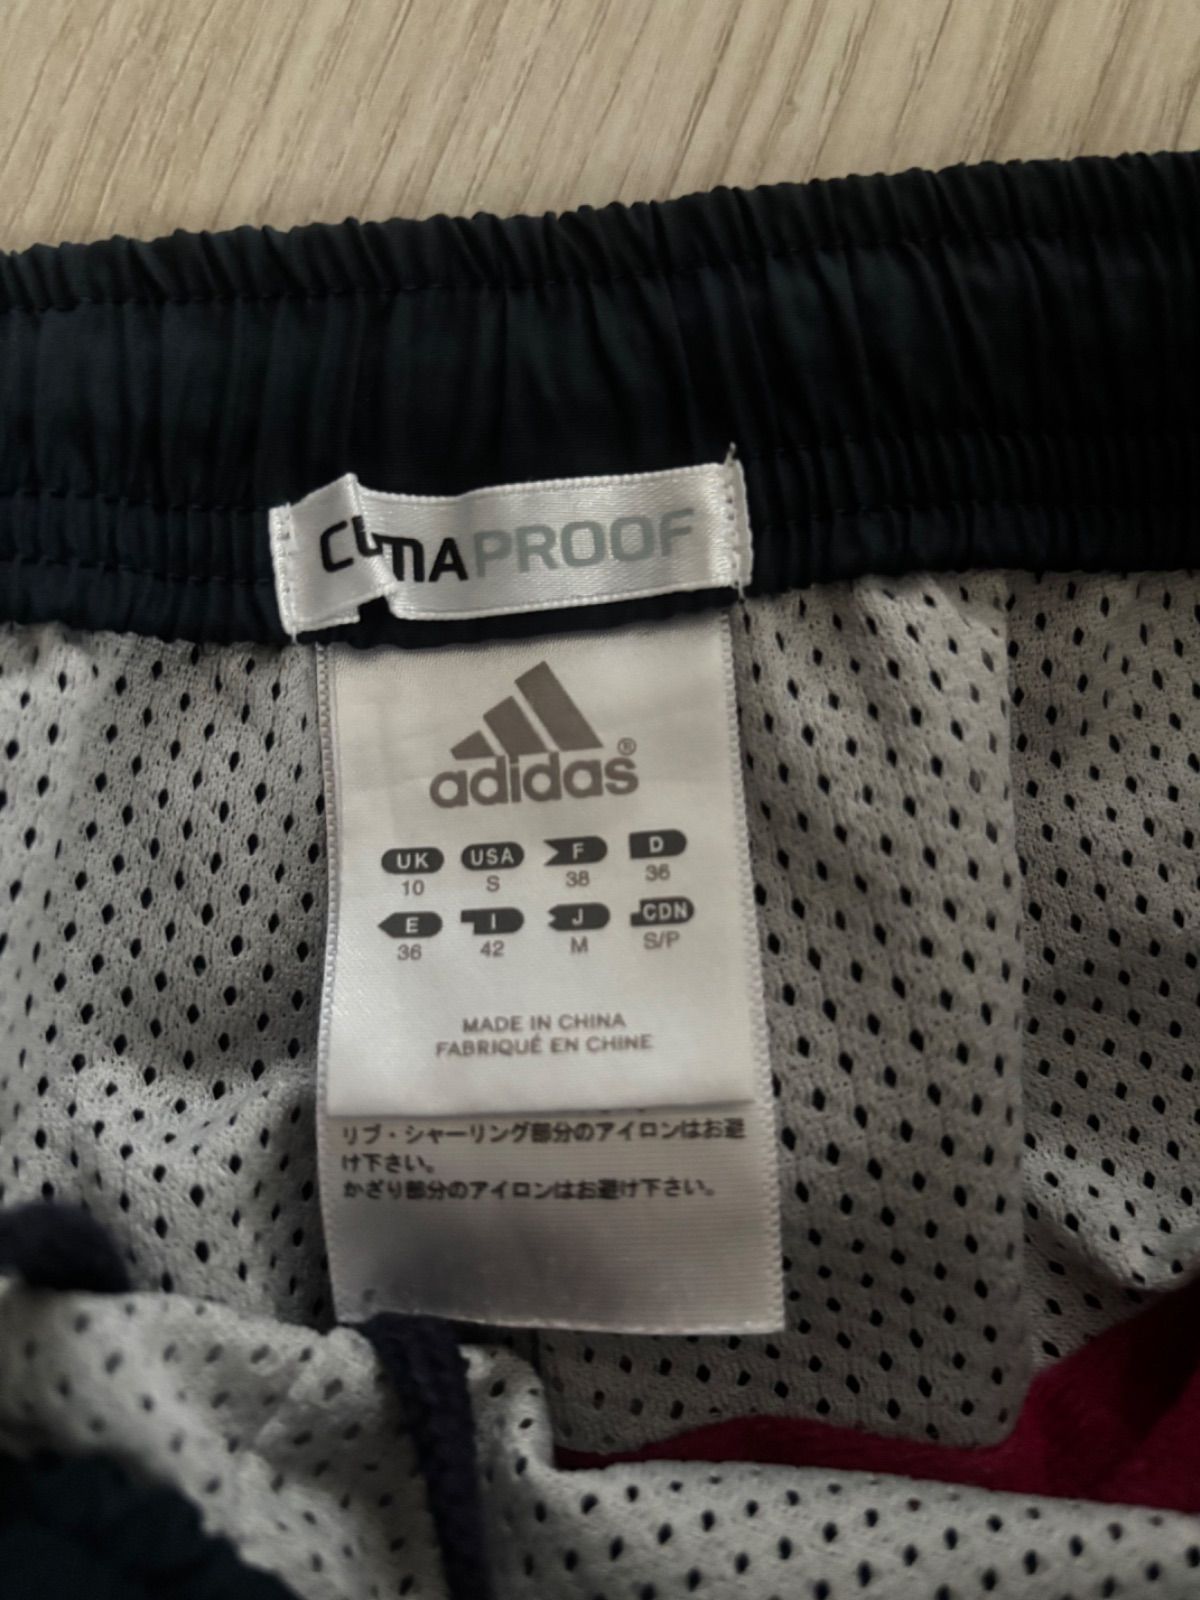 CLIMAPROOF
adidas®
UK USA F D
10 S 38 36
E I J CDN
36 42 M S/P
MADE IN CHINA
FABRIQUÉ EN CHINE
リブ・シャーリング部分のアイロンはお避
け下さい。
かざり部分のアイロンはお避け下さい。